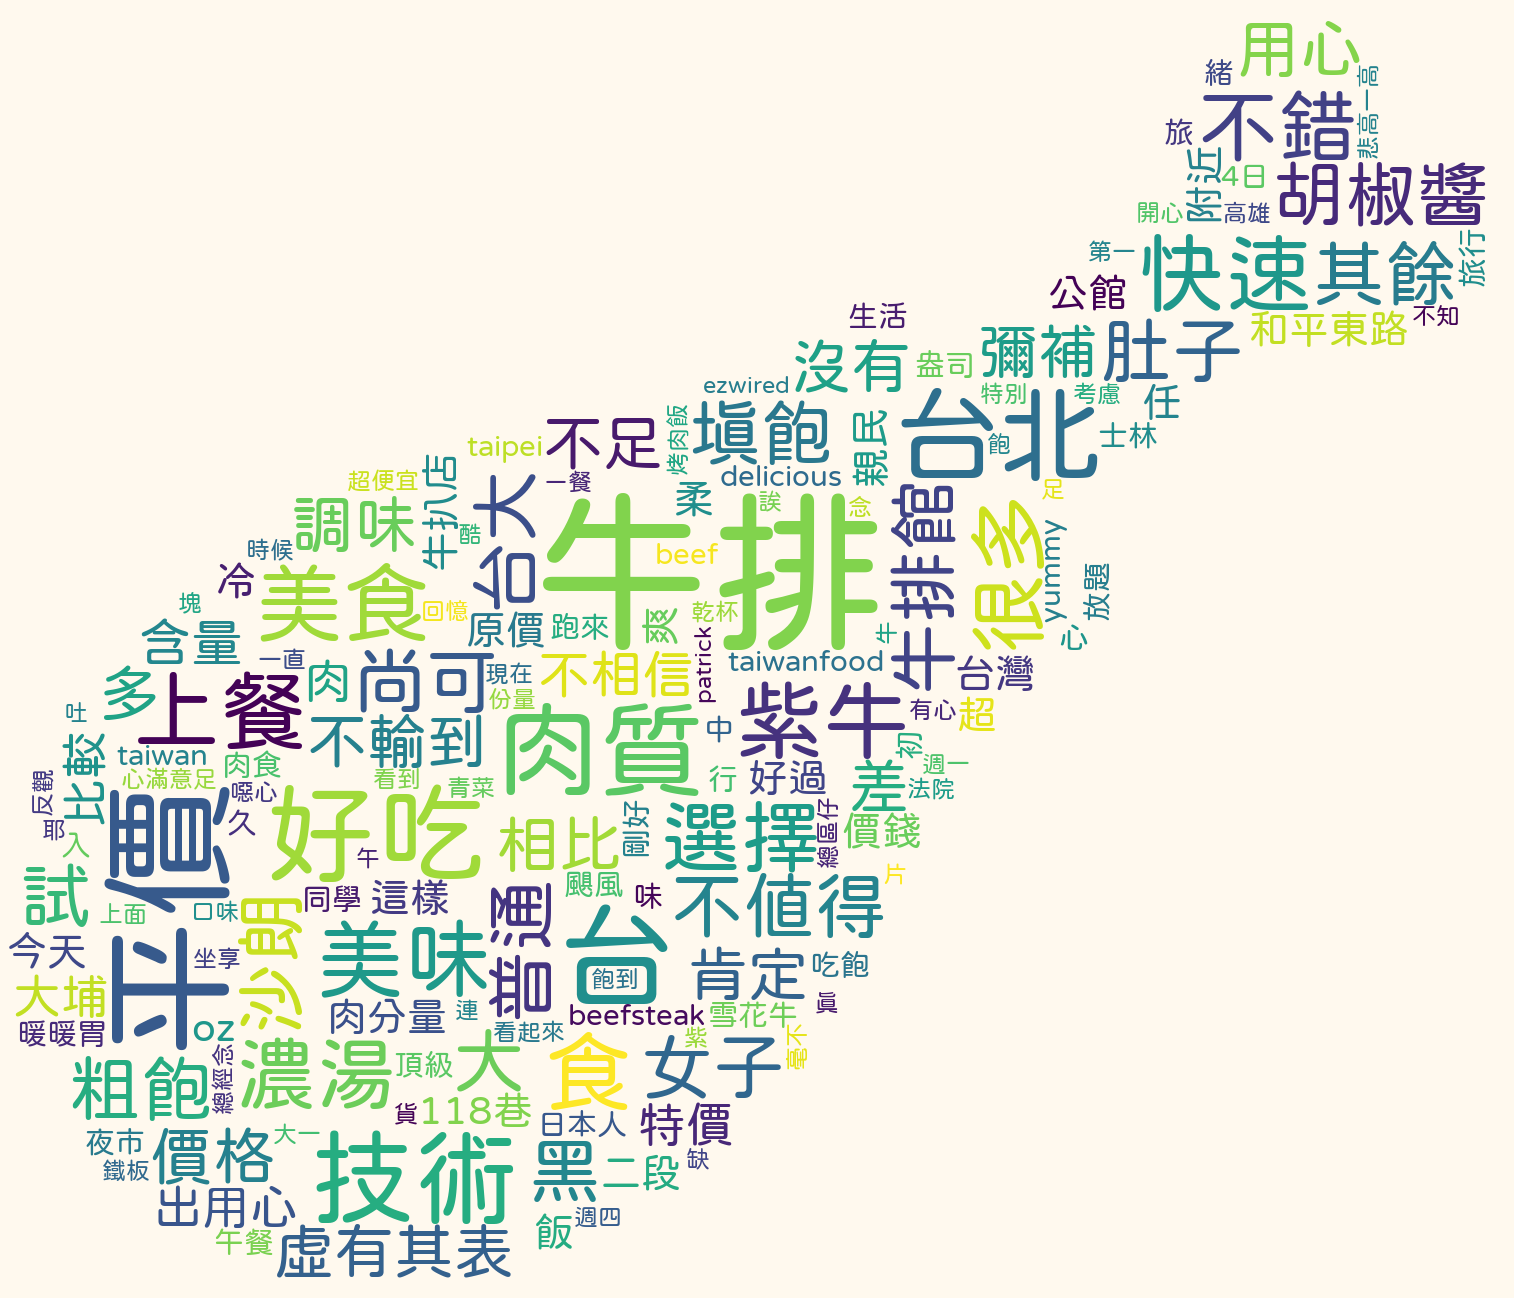 用心
緒
悲高一高
不錯
旅
附近
4日
胡椒醬
開心
高雄
第一
快速
其餘
旅行
公館
不知
生活
和平東路
沒有
盎司
彌補
肚子
ezwired
特別
考慮
任
台北
飽
士林
taipei
不足
烤肉飯
填飽
親民
超便宜
牛扒店
一餐
delicious
柔
調味
酷
台大
牛排
誒
念
牛排館
很多
足
yummy
時候
beef
冷
美食
回憶
放題
塊
原價
跑來
爽
乾杯
牛
心
含量
一直
肉
尚可
現在
不相信
patrick
taiwanfood
台灣
多
上餐
份量
紫牛
有心
超
吐
不輸到
肉質
中
初
比較
taiwan
肉食
心滿意足
看到
青菜
行
好過
差
週一
法院
反觀
噁心
平價
好吃
耶
久
入
午
相比
剛好
選擇
總區仔
價錢
試
上面
口味
沙朗
同學
這樣
颶風
味
不值得
片
今天
坐享
美味
普通
台
飽到
肯定
吃飽
大埔
肉分量
連
beefsteak
雪花牛
真
暖暖胃
oz
看起來
紫
毫不
粗飽
總經念
濃湯
頂級
大
食
女子
貨
118巷
日本人
特價
夜市
鐵板
價格
大一
技術
黑
二段
缺
出用心
午餐
虛有其表
飯
週四